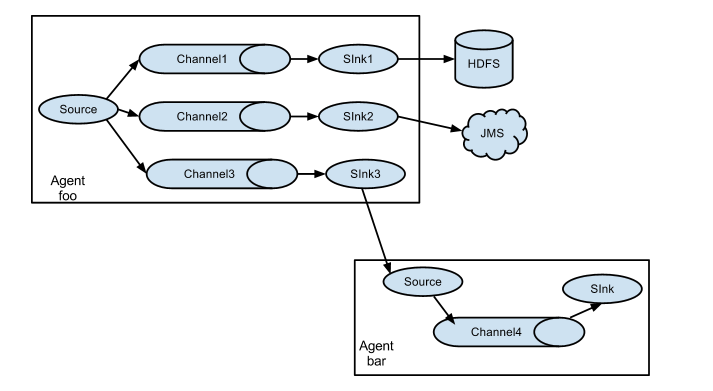 Channel1
SInk1
HDFS
Source
Channel2
SInk2
JMS
Channel3
SInk3
Agent
foo
Source
SInk
Channel4
Agent
bar